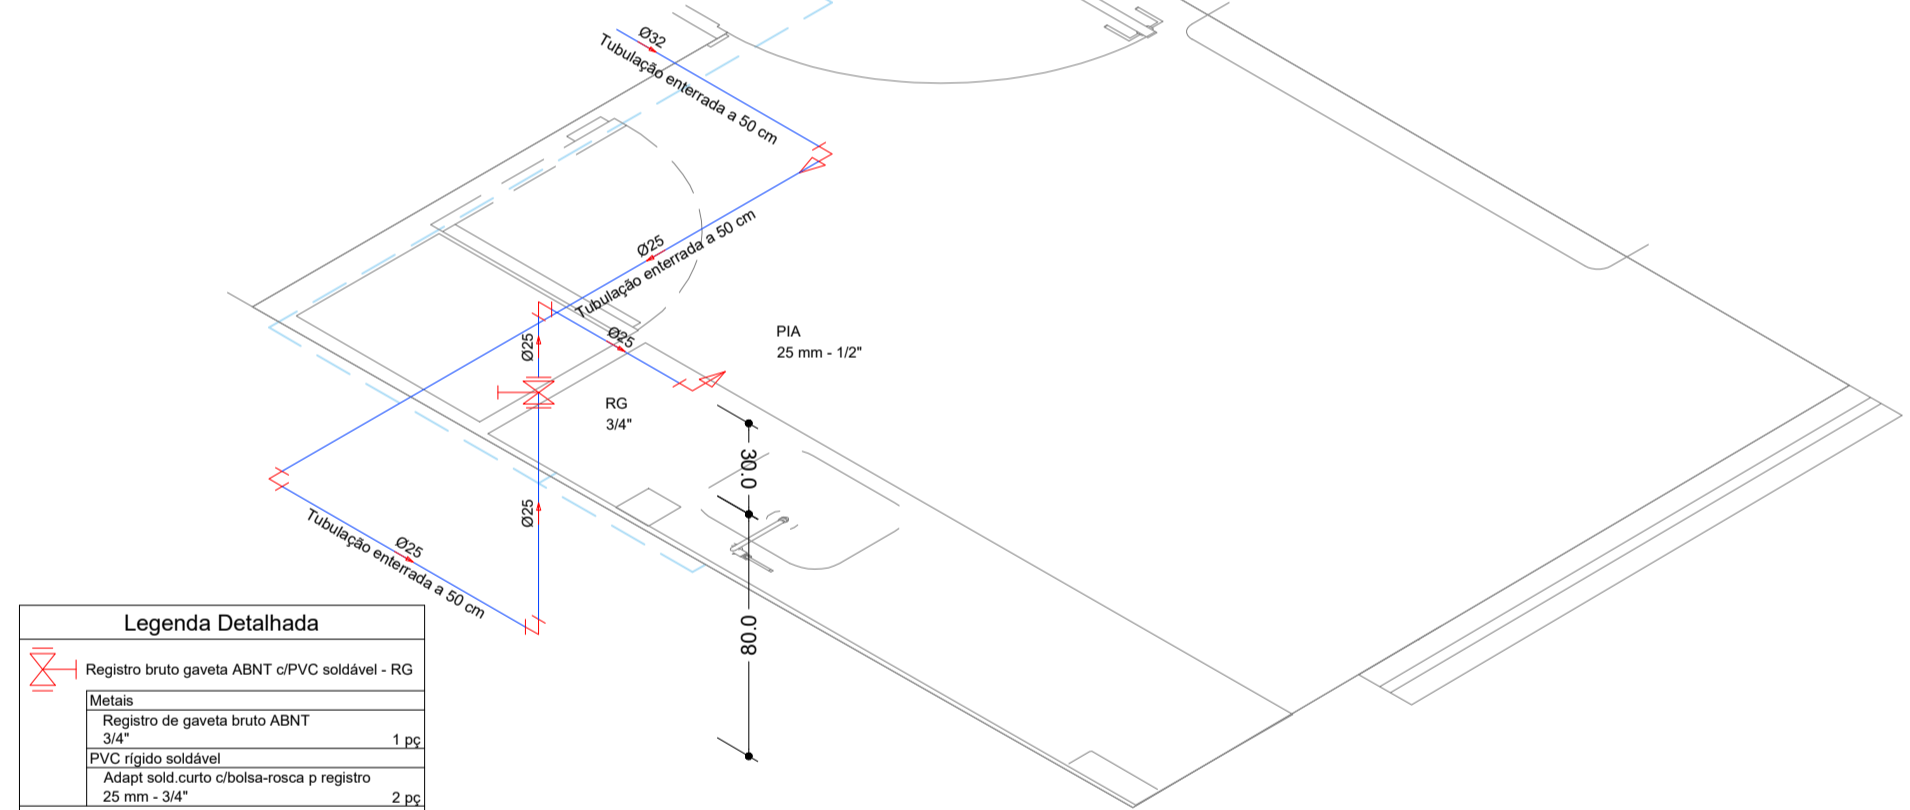 Ø32
Tubulação enterrada a 50 cm
Ø25
Tubulação enterrada a 50 cm
Ø25
Ø25
PIA
25 mm - 1/2"
RG
3/4"
30.0
Ø25
Ø25
Tubulação enterrada a 50 cm
80.0
Legenda Detalhada
Registro bruto gaveta ABNT c/PVC soldável - RG
Metais
Registro de gaveta bruto ABNT
3/4" 1 pç
PVC rígido soldável
Adapt sold.curto c/bolsa-rosca p registro
25 mm - 3/4" 2 pç